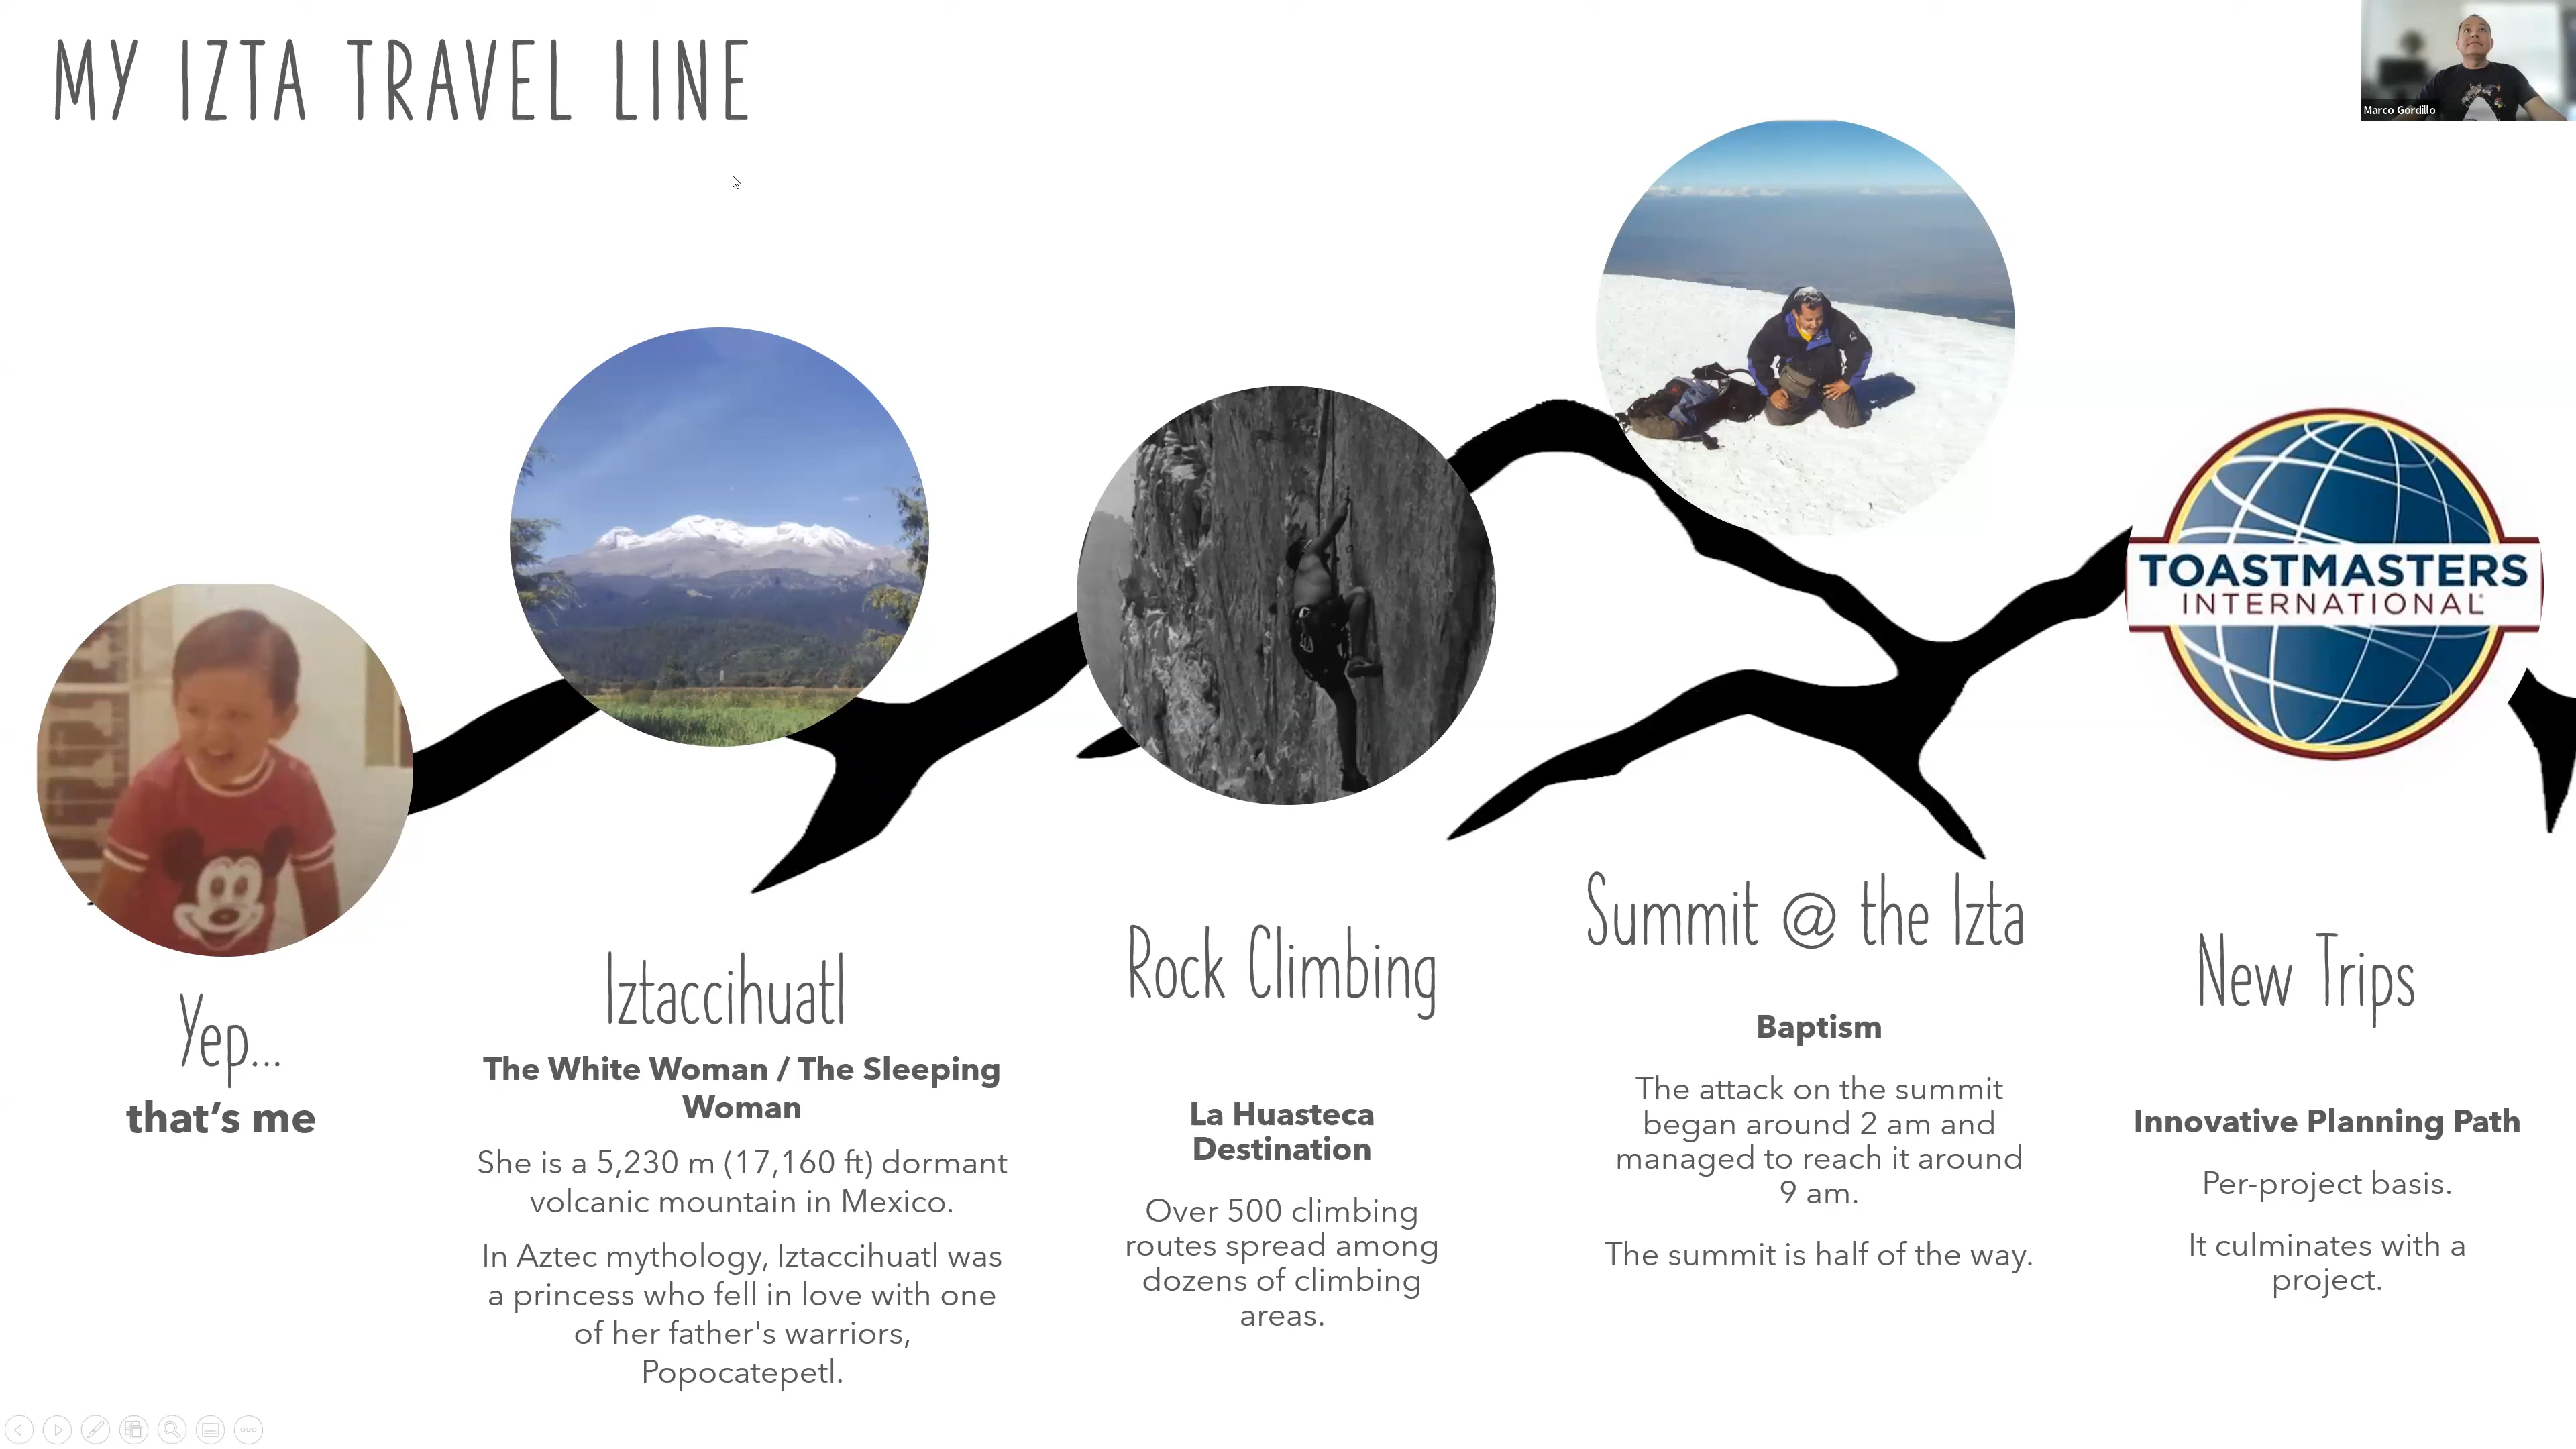 MY IZTA TRAVEL LINE
Marco Gordillo
TOASTMASTERS
INTERNATIONAL
Yep...
that's me
Iztaccihuatl
The White Woman / The Sleeping
Woman
She is a 5,230 m (17,160 ft) dormant
volcanic mountain in Mexico.
In Aztec mythology, Iztaccihuatl was
a princess who fell in love with one
of her father's warriors,
Popocatepetl.
Rock Climbing
La Huasteca
Destination
Over 500 climbing
routes spread among
dozens of climbing
areas.
Summit @ the Izta
Baptism
The attack on the summit
began around 2 am and
managed to reach it around
9 am.
The summit is half of the way.
New Trips
Innovative Planning Path
Per-project basis.
It culminates with a
project.